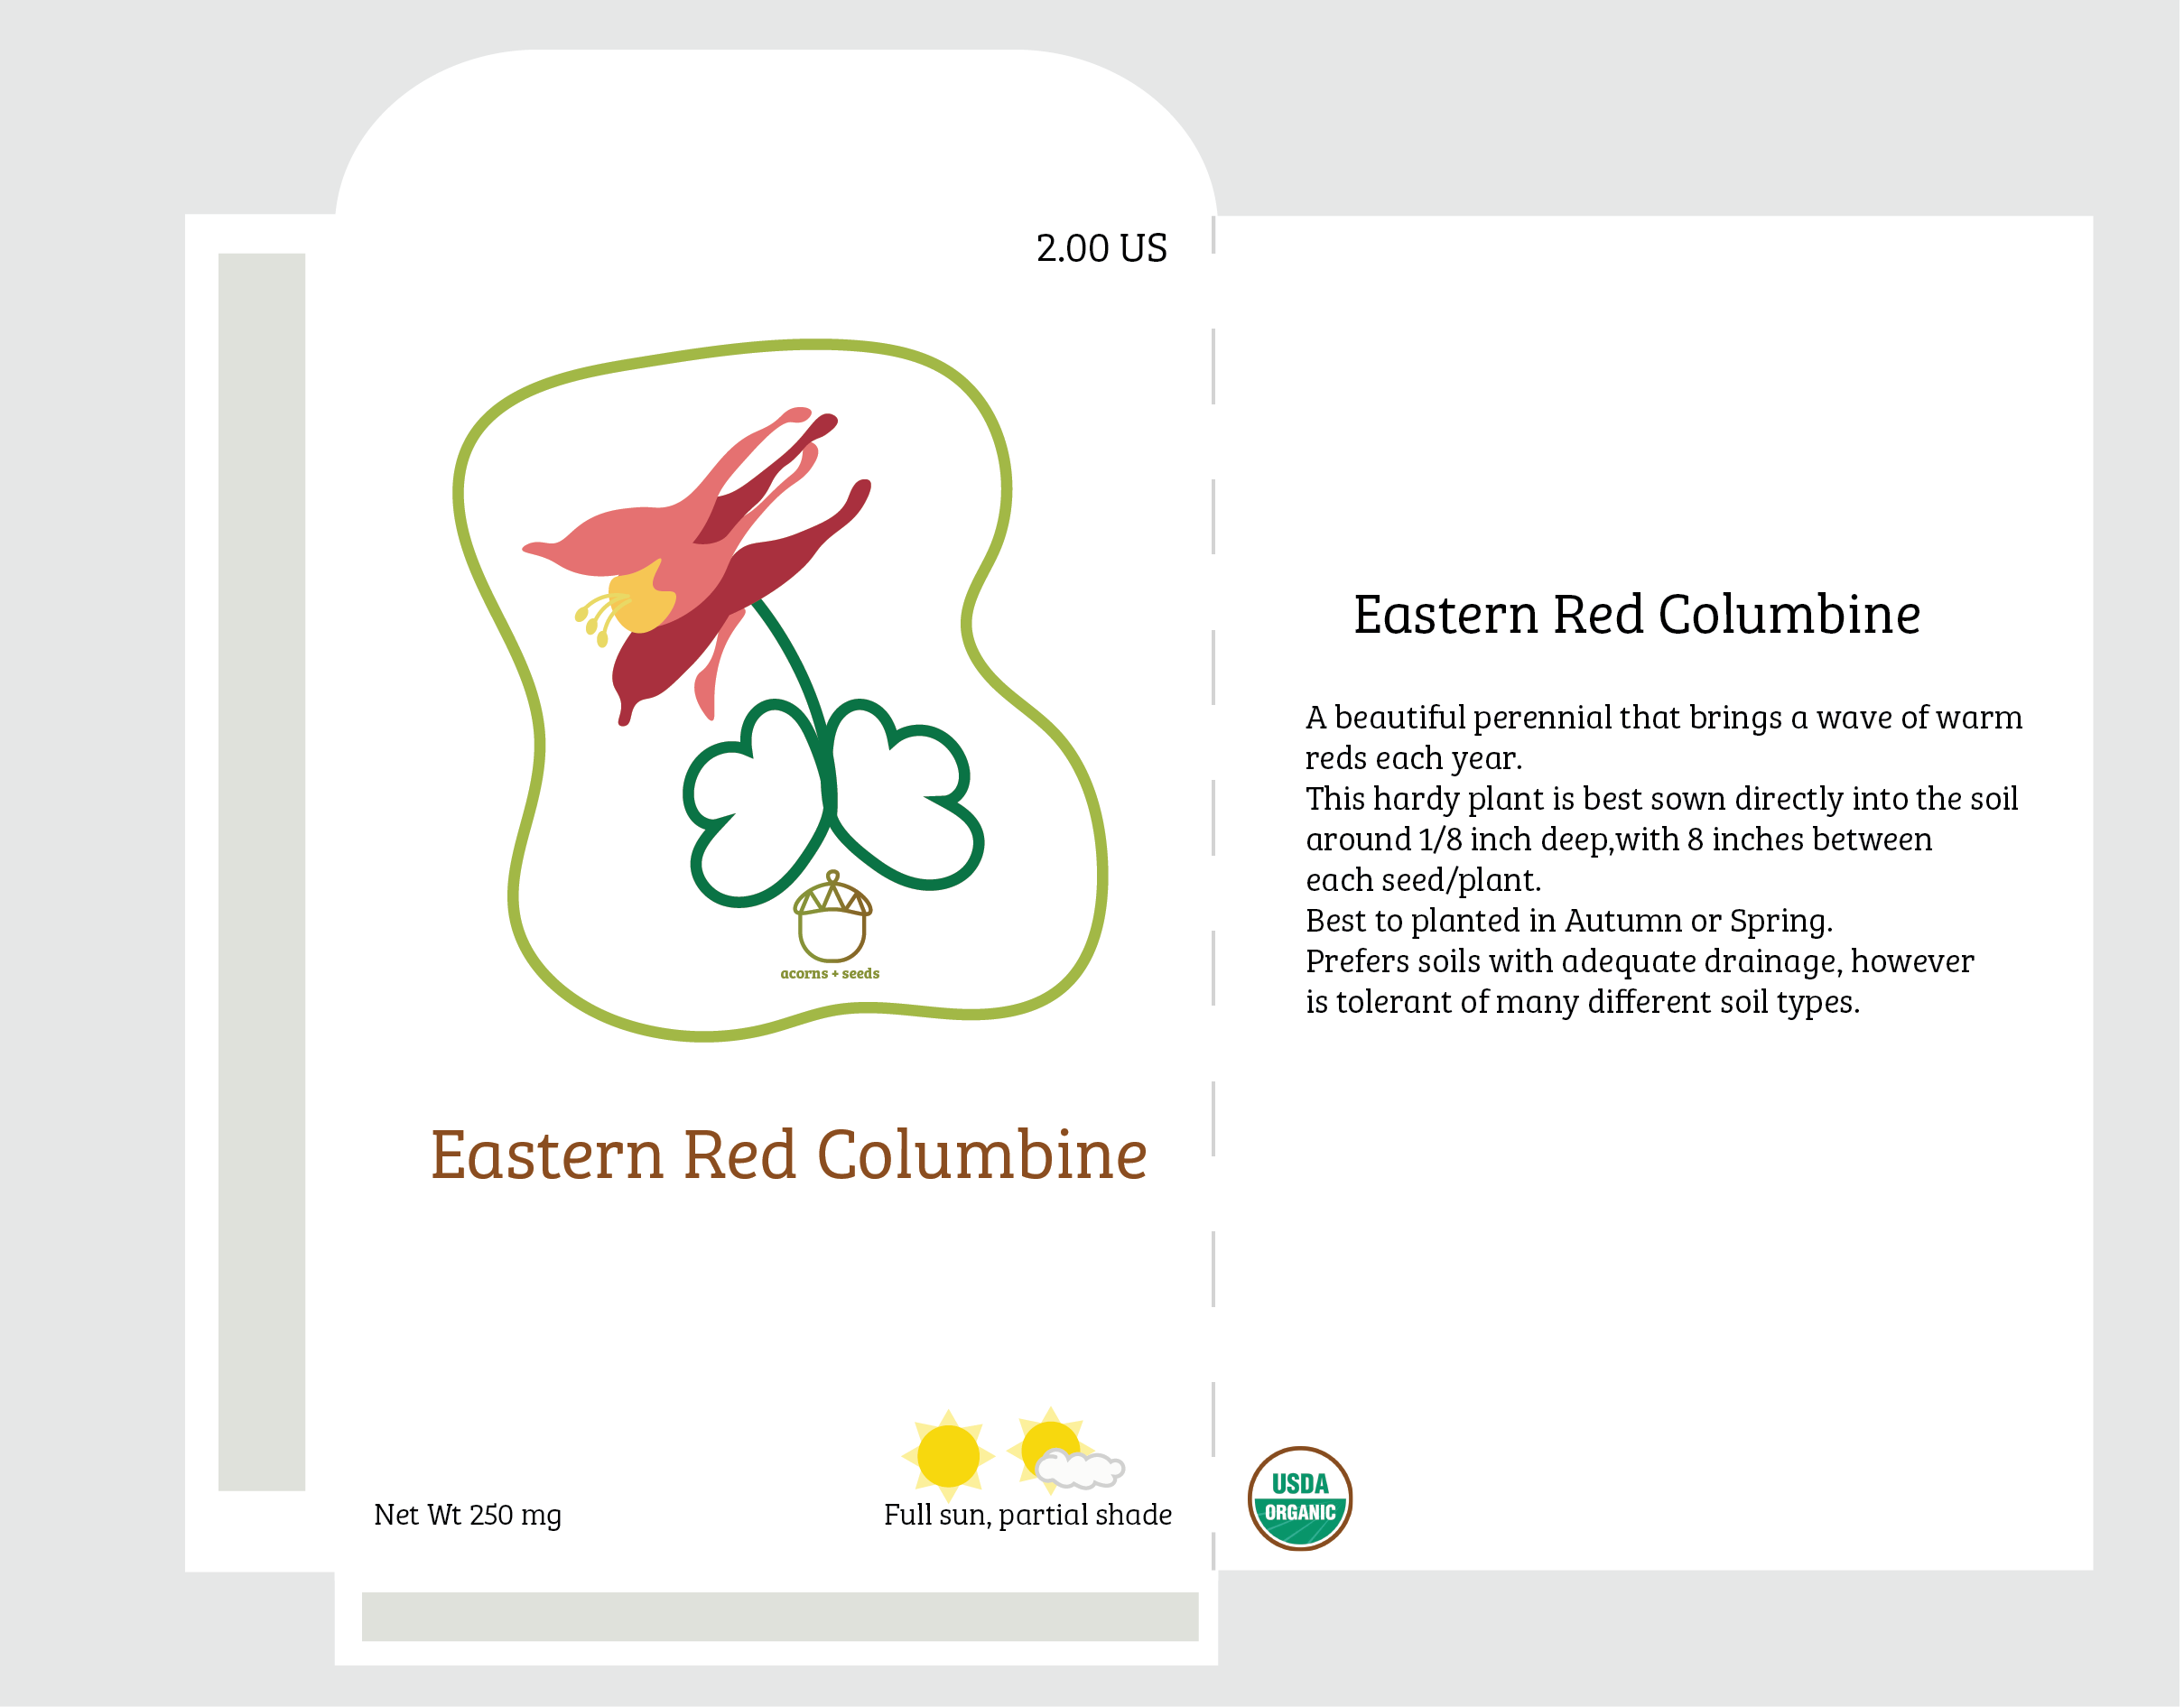 2.00 US
acorns + seeds
Eastern Red Columbine
Net Wt 250 mg
Full sun, partial shade
Eastern Red Columbine
A beautiful perennial that brings a wave of warm
reds each year.
This hardy plant is best sown directly into the soil
around 1/8 inch deep,with 8 inches between
each seed/plant.
Best to planted in Autumn or Spring.
Prefers soils with adequate drainage, however
is tolerant of many different soil types.
USDA
ORGANIC